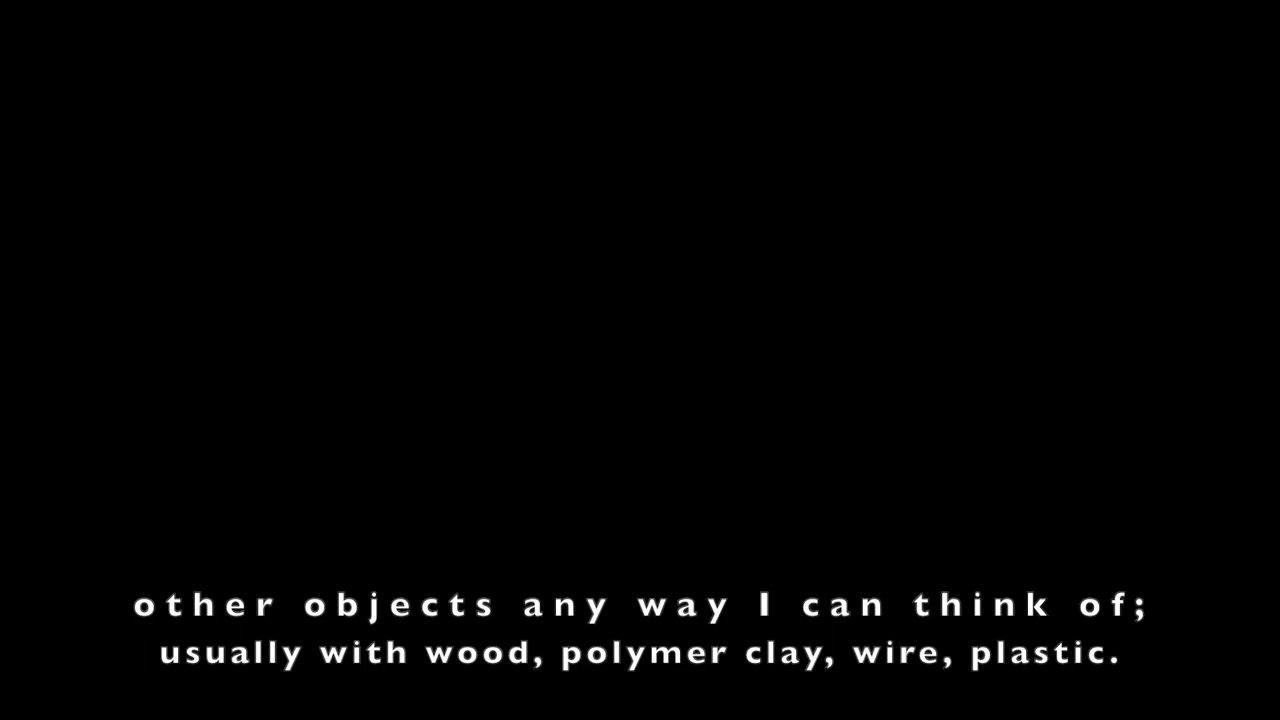 other objects any way I can think of;
usually with wood, polymer clay, wire, plastic.